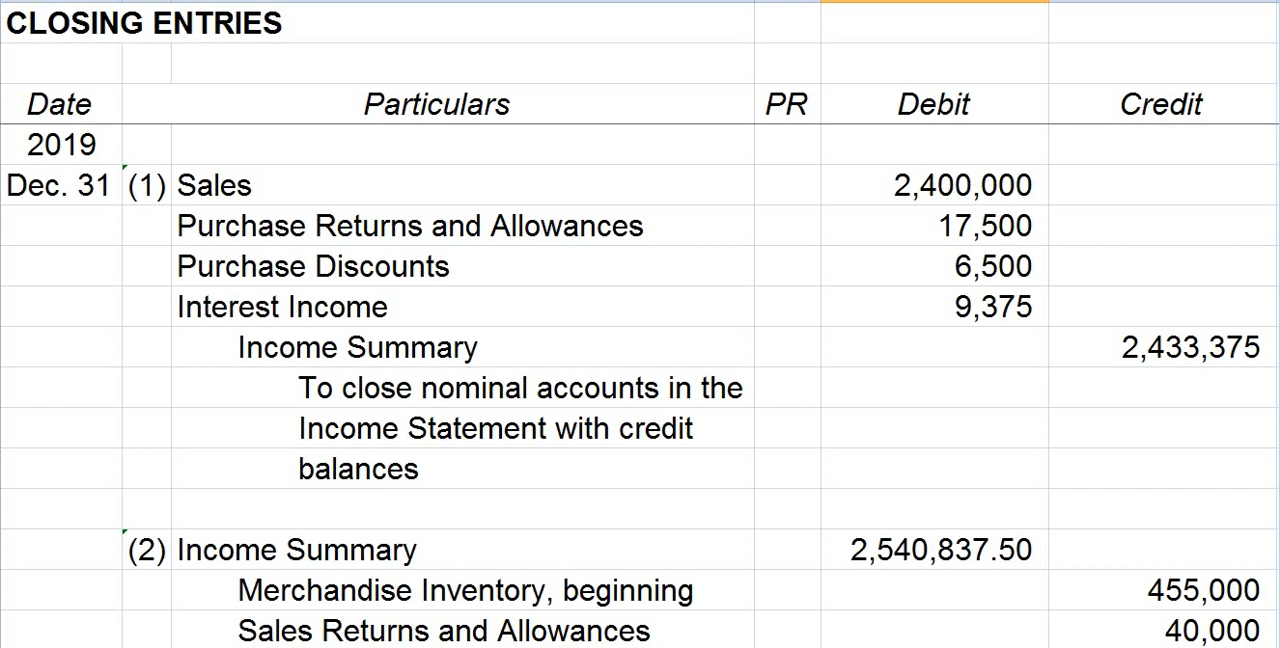 CLOSING ENTRIES
Date Particulars PR Debit Credit
2019
Dec. 31 (1) Sales 2,400,000
Purchase Returns and Allowances 17,500
Purchase Discounts 6,500
Interest Income 9,375
Income Summary 2,433,375
To close nominal accounts in the
Income Statement with credit
balances
(2) Income Summary 2,540,837.50
Merchandise Inventory, beginning 455,000
Sales Returns and Allowances 40,000